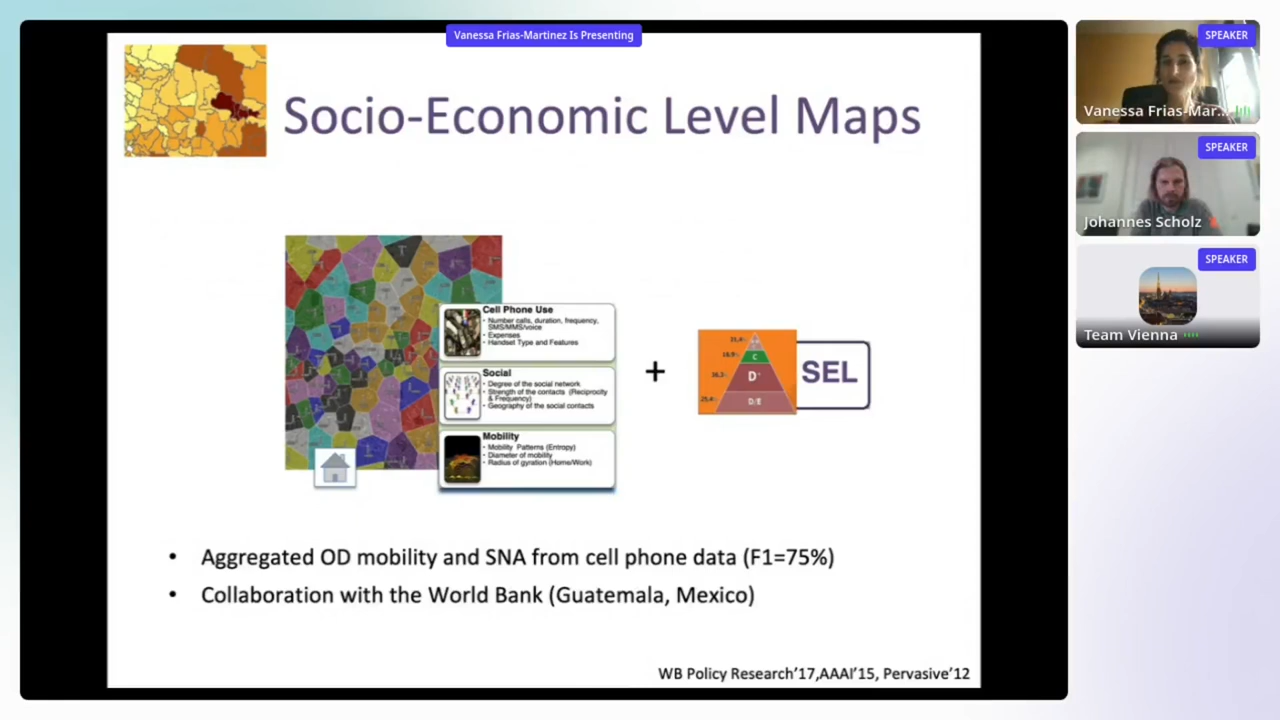 Vanessa Frias-Martinez Is Presenting
Socio-Economic Level Maps
Cell Phone Use
• Number calls, duration, frequency,
SMS/MMS/voice
• Expenses
• Handset Type and Features
Social
• Degree of the social network
• Strength of the contacts (Reciprocity
& Frequency)
• Geography of the social contacts
Mobility
• Mobility Patterns (Entropy)
• Diameter of mobility
• Radius of gyration (Home/Work)
+
C
D+
D/E
SEL
• Aggregated OD mobility and SNA from cell phone data (F1=75%)
• Collaboration with the World Bank (Guatemala, Mexico)
WB Policy Research'17,AAAI'15, Pervasive'12
SPEAKER
Vanessa Frias-Mar...
SPEAKER
Johannes Scholz
SPEAKER
Team Vienna